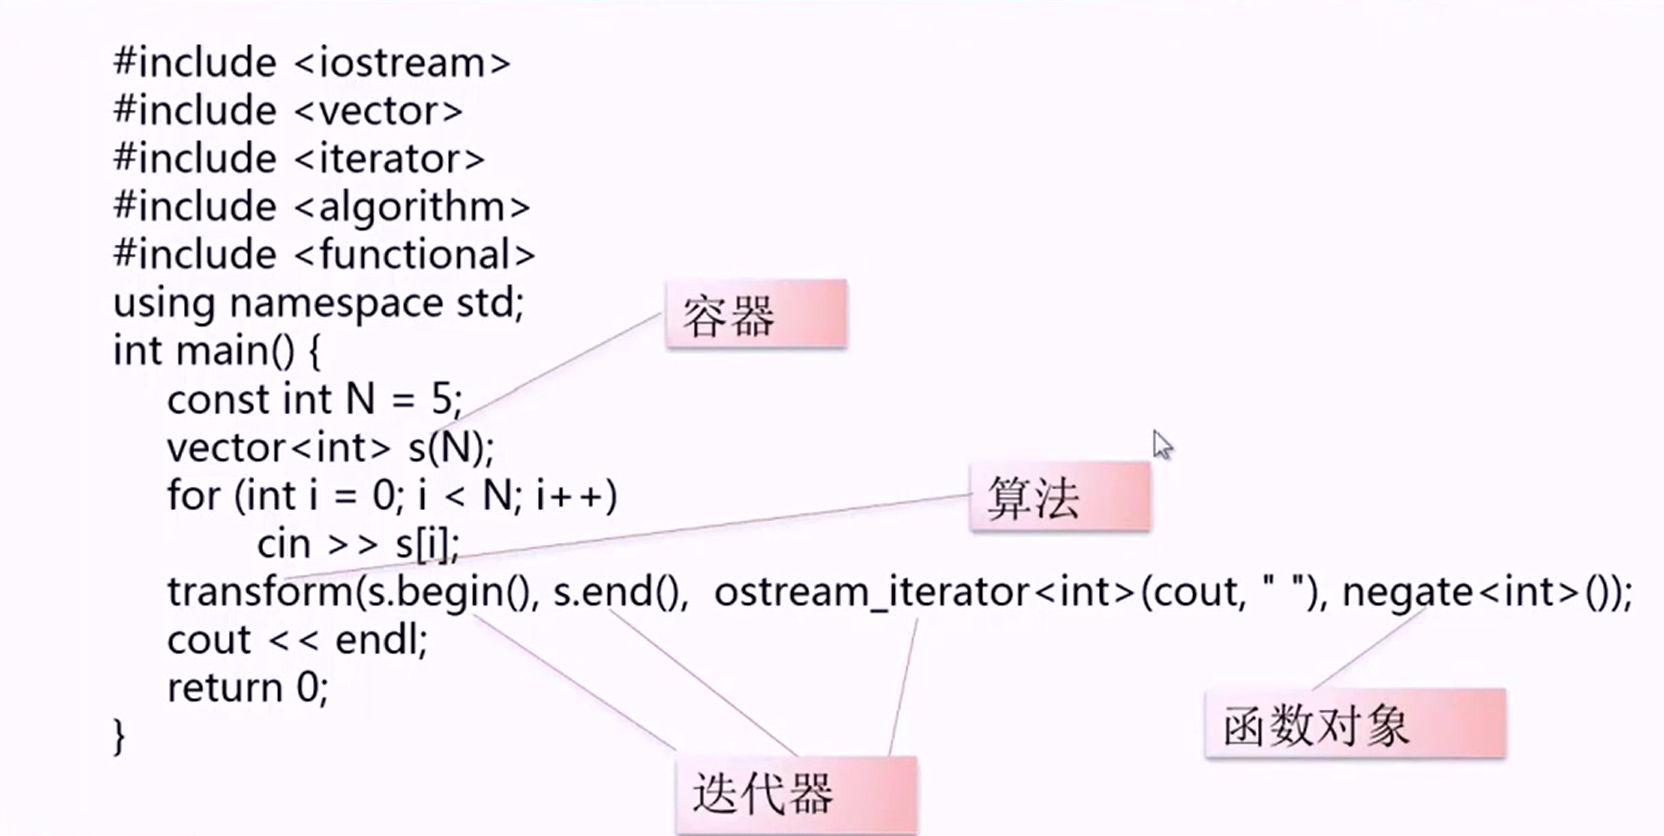 #include <iostream>
#include <vector>
#include <iterator>
#include <algorithm>
#include <functional>
using namespace std;
int main() {
const int N = 5;
vector<int> s(N);
for (int i = 0; i < N; i++)
cin >> s[i];
transform(s.begin(), s.end(), ostream_iterator<int>(cout, " "), negate<int>());
cout << endl;
return 0;
}
容器
算法
迭代器
函数对象